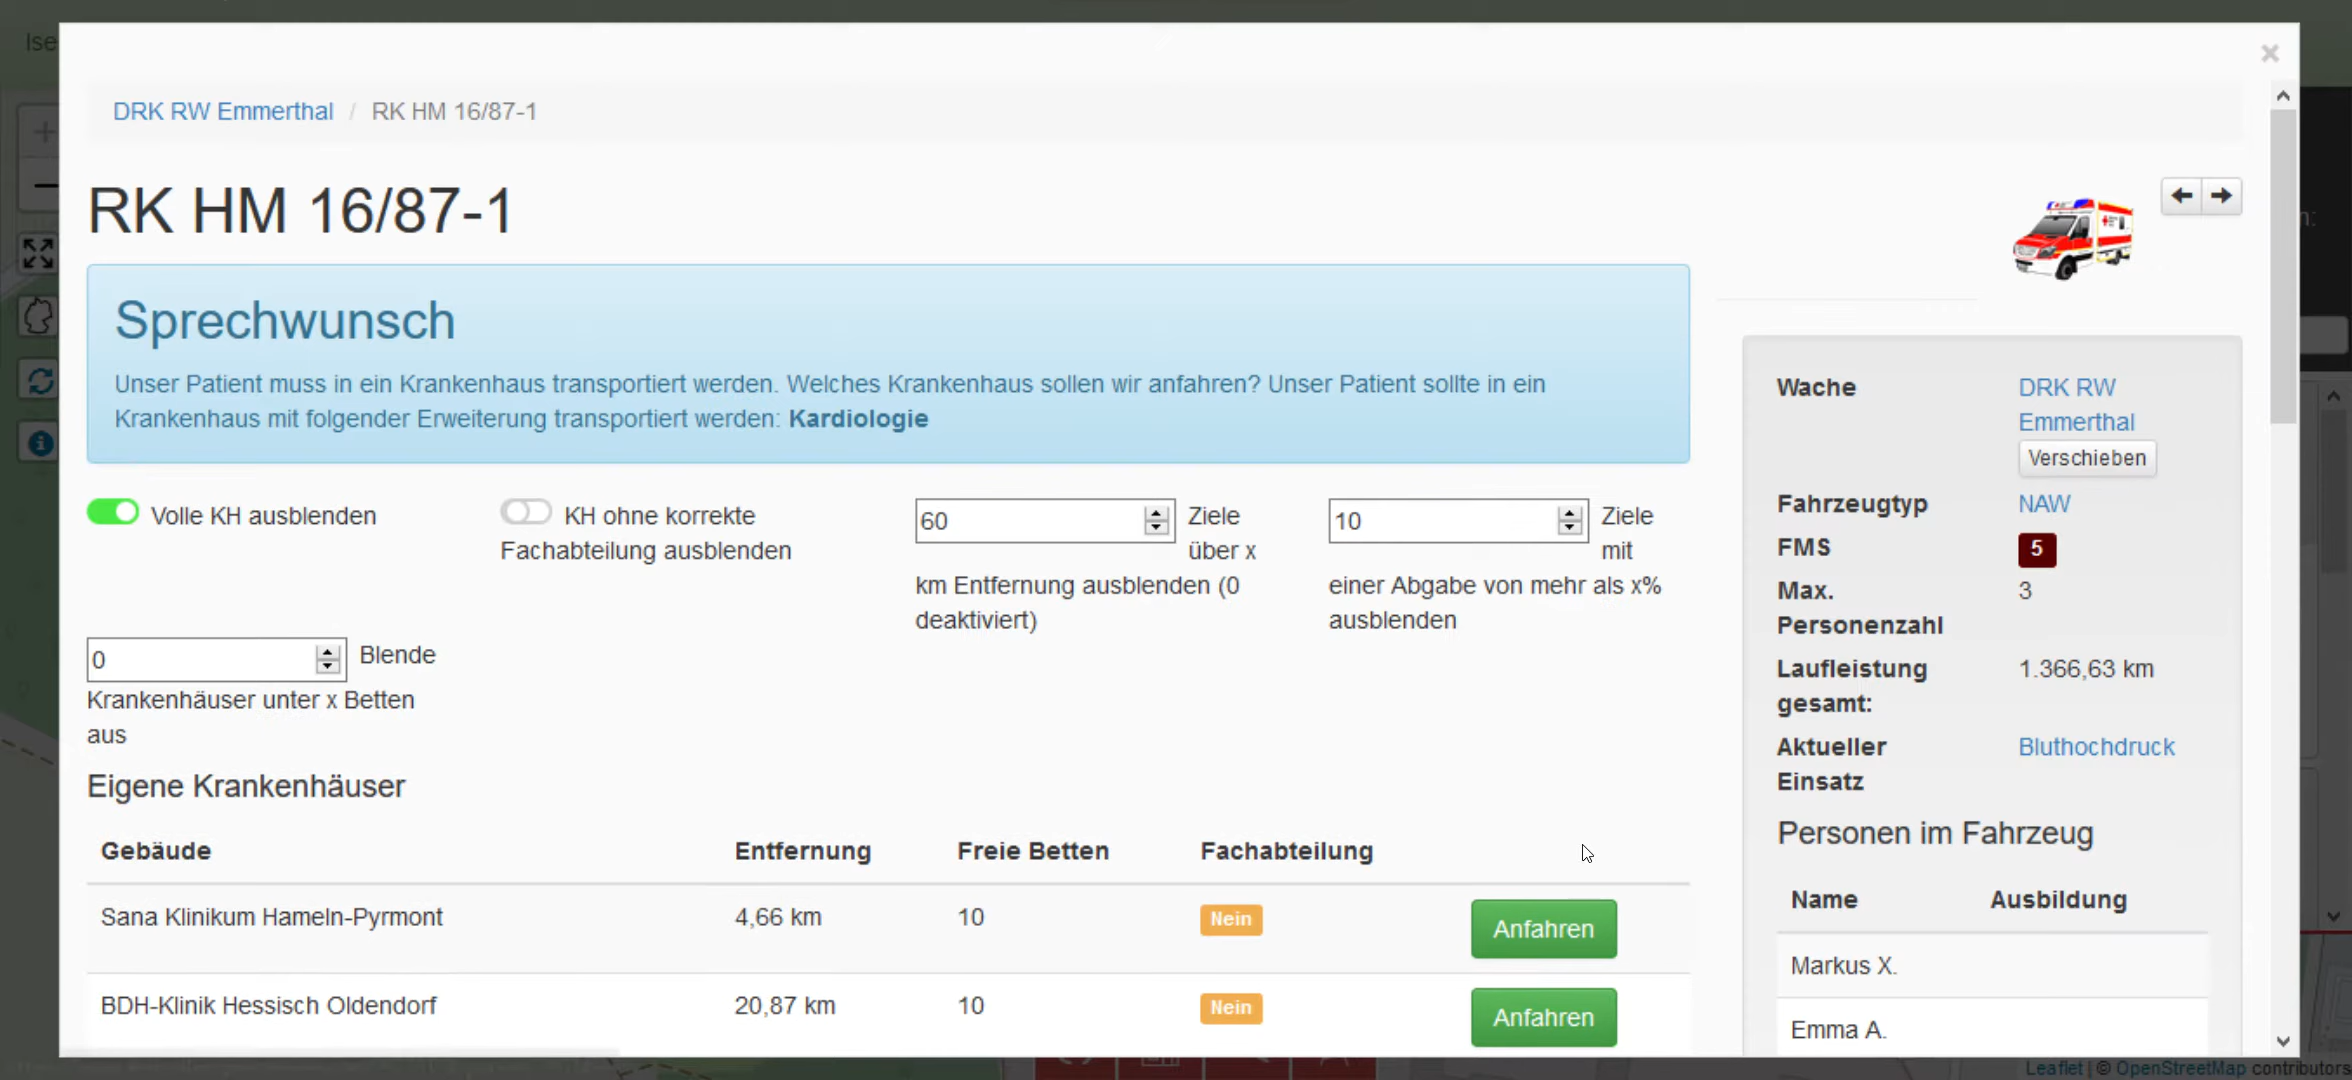 Ise
DRK RW Emmerthal / RK HM 16/87-1
RK HM 16/87-1
Sprechwunsch
Unser Patient muss in ein Krankenhaus transportiert werden. Welches Krankenhaus sollen wir anfahren? Unser Patient sollte in ein
Krankenhaus mit folgender Erweiterung transportiert werden: Kardiologie
Volle KH ausblenden
KH ohne korrekte
Fachabteilung ausblenden
60 Ziele
über x
km Entfernung ausblenden (0
deaktiviert)
10 Ziele
mit
einer Abgabe von mehr als x%
ausblenden
0 Blende
Krankenhäuser unter x Betten
aus
Eigene Krankenhäuser
Gebäude Entfernung Freie Betten Fachabteilung
Sana Klinikum Hameln-Pyrmont 4,66 km 10 Nein Anfahren
BDH-Klinik Hessisch Oldendorf 20,87 km 10 Nein Anfahren
Wache DRK RW
Emmerthal
Verschieben
Fahrzeugtyp NAW
FMS 5
Max. 3
Personenzahl
Laufleistung 1.366,63 km
gesamt:
Aktueller Bluthochdruck
Einsatz
Personen im Fahrzeug
Name Ausbildung
Markus X.
Emma A.
n:
Leaflet | © OpenStreetMap contributors